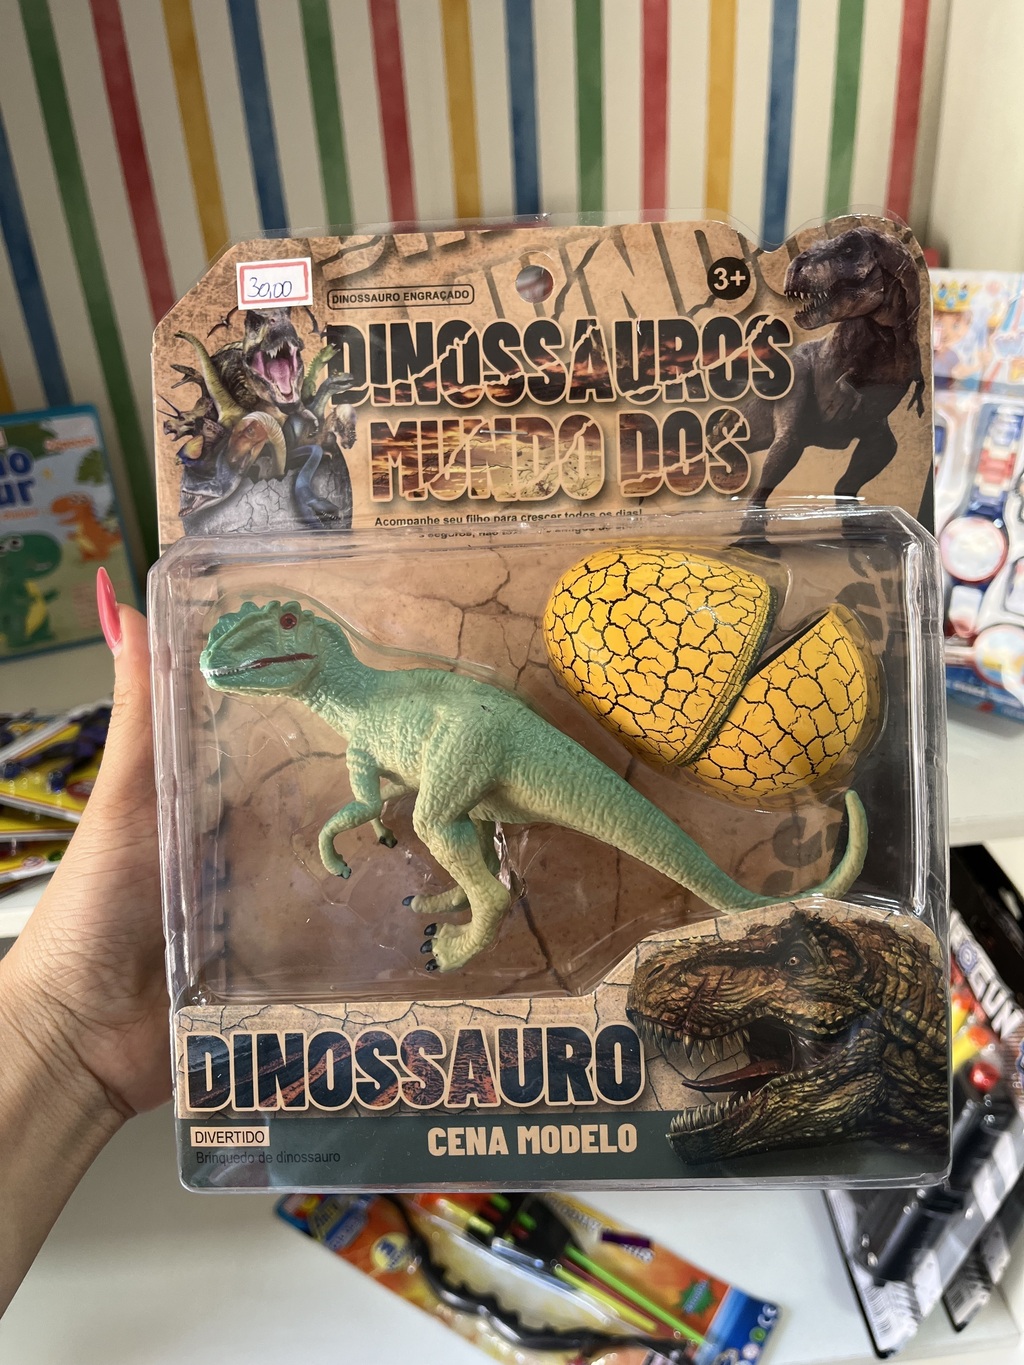 30,00
3+
DINOSSAURO ENGRAÇADO
DINOSSAUROS
MUNDO DOS
Acompanhe seu filho para crescer todos os dias!
DINOSSAURO
DIVERTIDO
Brinquedo de dinossauro
CENA MODELO